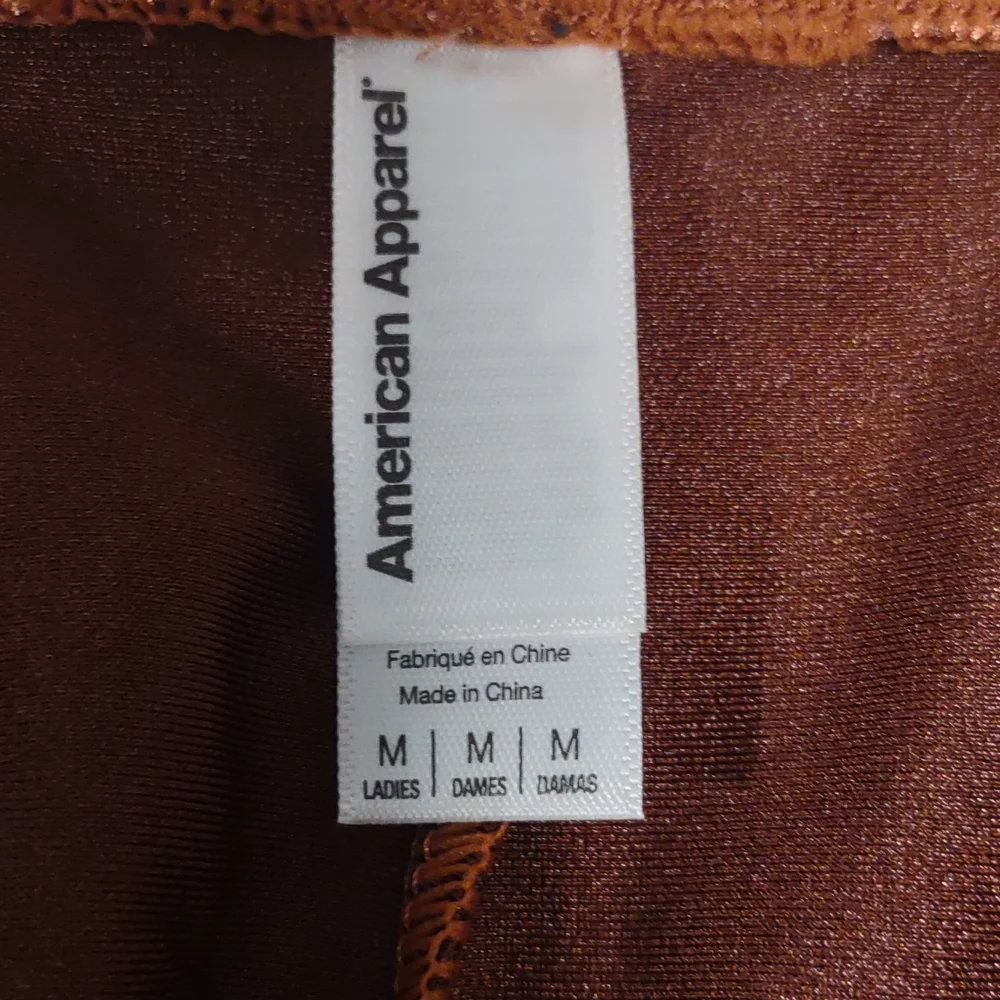 American Apparel®
Fabriqué en Chine
Made in China
M | M | M
LADIES | DAMES | DAMAS